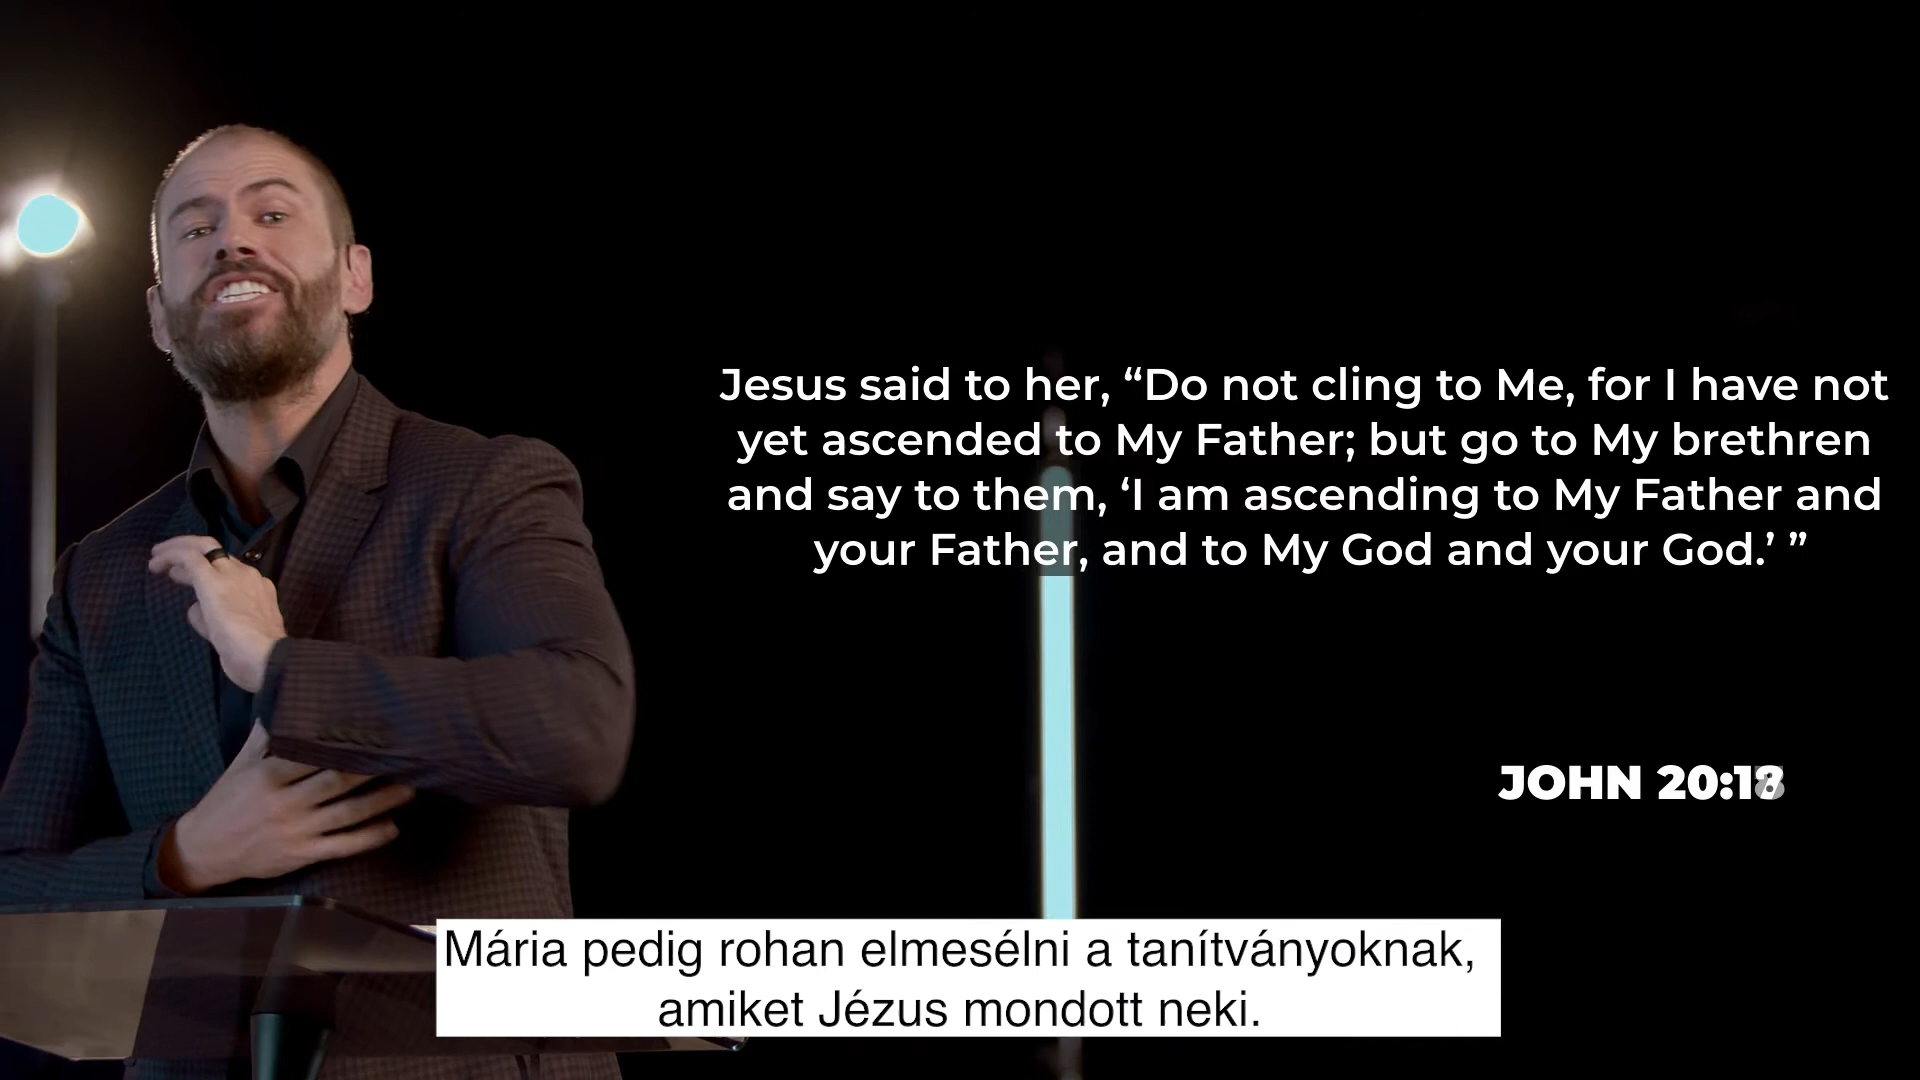 Jesus said to her, “Do not cling to Me, for I have not
yet ascended to My Father; but go to My brethren
and say to them, ‘I am ascending to My Father and
your Father, and to My God and your God.’ ”
JOHN
Mária pedig rohan elmesélni a tanítványoknak,
amiket Jézus mondott neki.